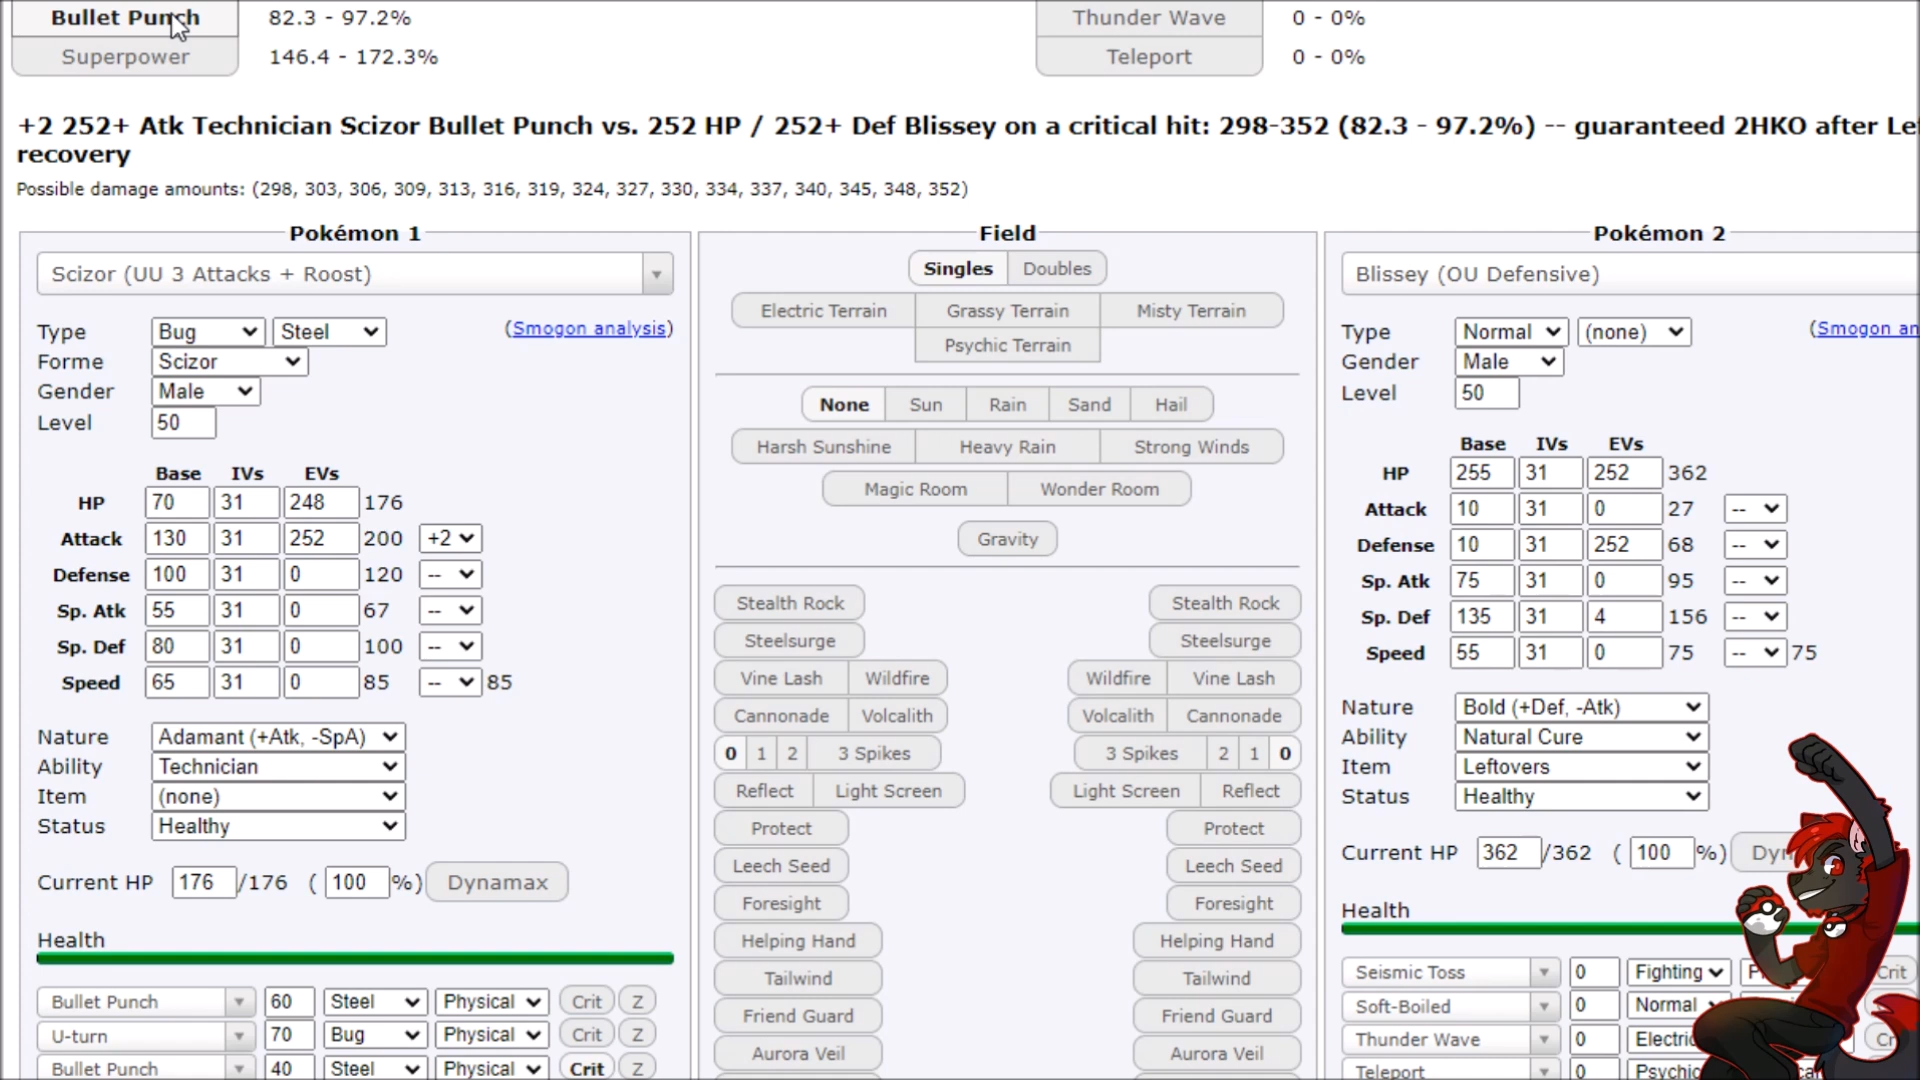 Bullet Punch 82.3 - 97.2% Thunder Wave 0 - 0%
Superpower 146.4 - 172.3% Teleport 0 - 0%
+2 252+ Atk Technician Scizor Bullet Punch vs. 252 HP / 252+ Def Blissey on a critical hit: 298-352 (82.3 - 97.2%) -- guaranteed 2HKO after Le
recovery
Possible damage amounts: (298, 303, 306, 309, 313, 316, 319, 324, 327, 330, 334, 337, 340, 345, 348, 352)
Pokémon 1
Scizor (UU 3 Attacks + Roost)
Type Bug Steel (Smogon analysis)
Forme Scizor
Gender Male
Level 50
Base IVs EVs
HP 70 31 248 176
Attack 130 31 252 200 +2
Defense 100 31 0 120 --
Sp. Atk 55 31 0 67 --
Sp. Def 80 31 0 100 --
Speed 65 31 0 85 -- 85
Nature Adamant (+Atk, -SpA)
Ability Technician
Item (none)
Status Healthy
Current HP 176 /176 ( 100 %) Dynamax
Health
Bullet Punch 60 Steel Physical Crit Z
U-turn 70 Bug Physical Crit Z
Bullet Punch 40 Steel Physical Crit Z
Field
Singles Doubles
Electric Terrain Grassy Terrain Misty Terrain
Psychic Terrain
None Sun Rain Sand Hail
Harsh Sunshine Heavy Rain Strong Winds
Magic Room Wonder Room
Gravity
Stealth Rock Stealth Rock
Steelsurge Steelsurge
Vine Lash Wildfire Wildfire Vine Lash
Cannonade Volcalith Volcalith Cannonade
0 1 2 3 Spikes 3 Spikes 2 1 0
Reflect Light Screen Light Screen Reflect
Protect Protect
Leech Seed Leech Seed
Foresight Foresight
Helping Hand Helping Hand
Tailwind Tailwind
Friend Guard Friend Guard
Aurora Veil Aurora Veil
Pokémon 2
Blissey (OU Defensive)
Type Normal (none) (Smogon an
Gender Male
Level 50
Base IVs EVs
HP 255 31 252 362
Attack 10 31 0 27 --
Defense 10 31 252 68 --
Sp. Atk 75 31 0 95 --
Sp. Def 135 31 4 156 --
Speed 55 31 0 75 -- 75
Nature Bold (+Def, -Atk)
Ability Natural Cure
Item Leftovers
Status Healthy
Current HP 362 /362 ( 100 %) Dyn
Health
Seismic Toss 0 Fighting Crit
Soft-Boiled 0 Normal
Thunder Wave 0 Electric
Teleport 0 Psychic